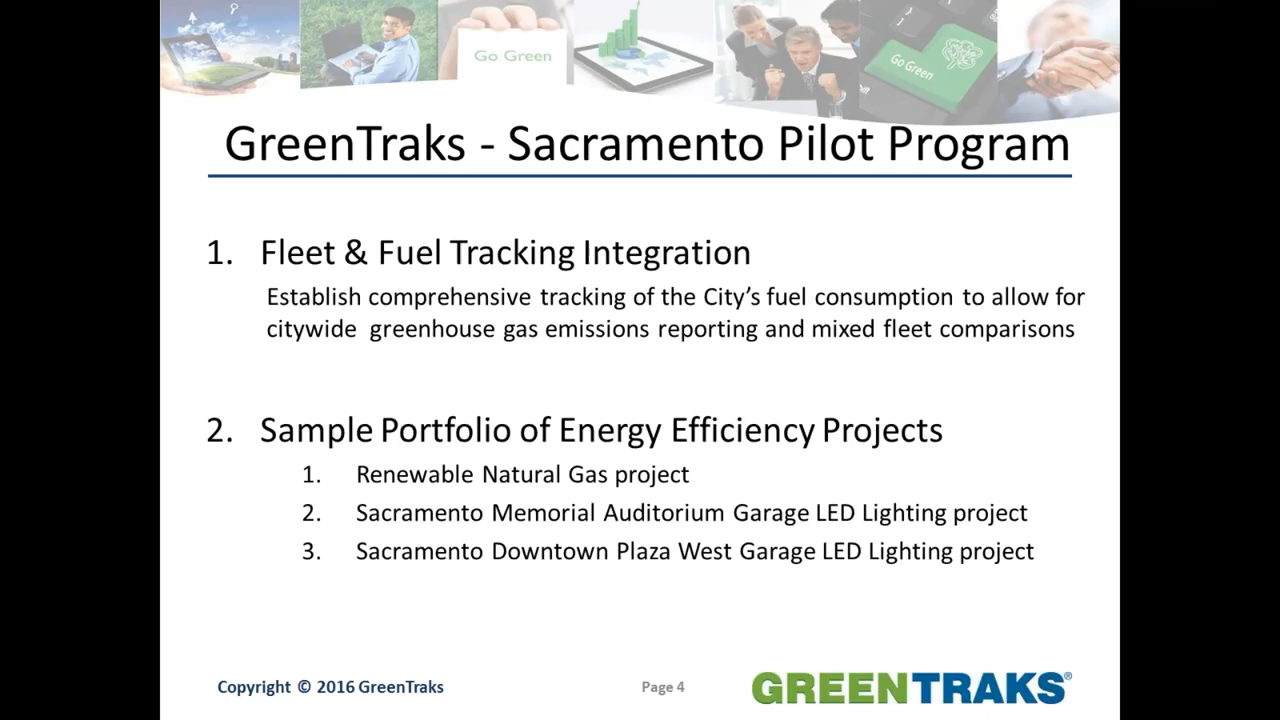 Go Green
Go Green
GreenTraks - Sacramento Pilot Program
1. Fleet & Fuel Tracking Integration
Establish comprehensive tracking of the City’s fuel consumption to allow for
citywide greenhouse gas emissions reporting and mixed fleet comparisons
2. Sample Portfolio of Energy Efficiency Projects
1. Renewable Natural Gas project
2. Sacramento Memorial Auditorium Garage LED Lighting project
3. Sacramento Downtown Plaza West Garage LED Lighting project
Copyright © 2016 GreenTraks
Page 4
GREENTRAKS®